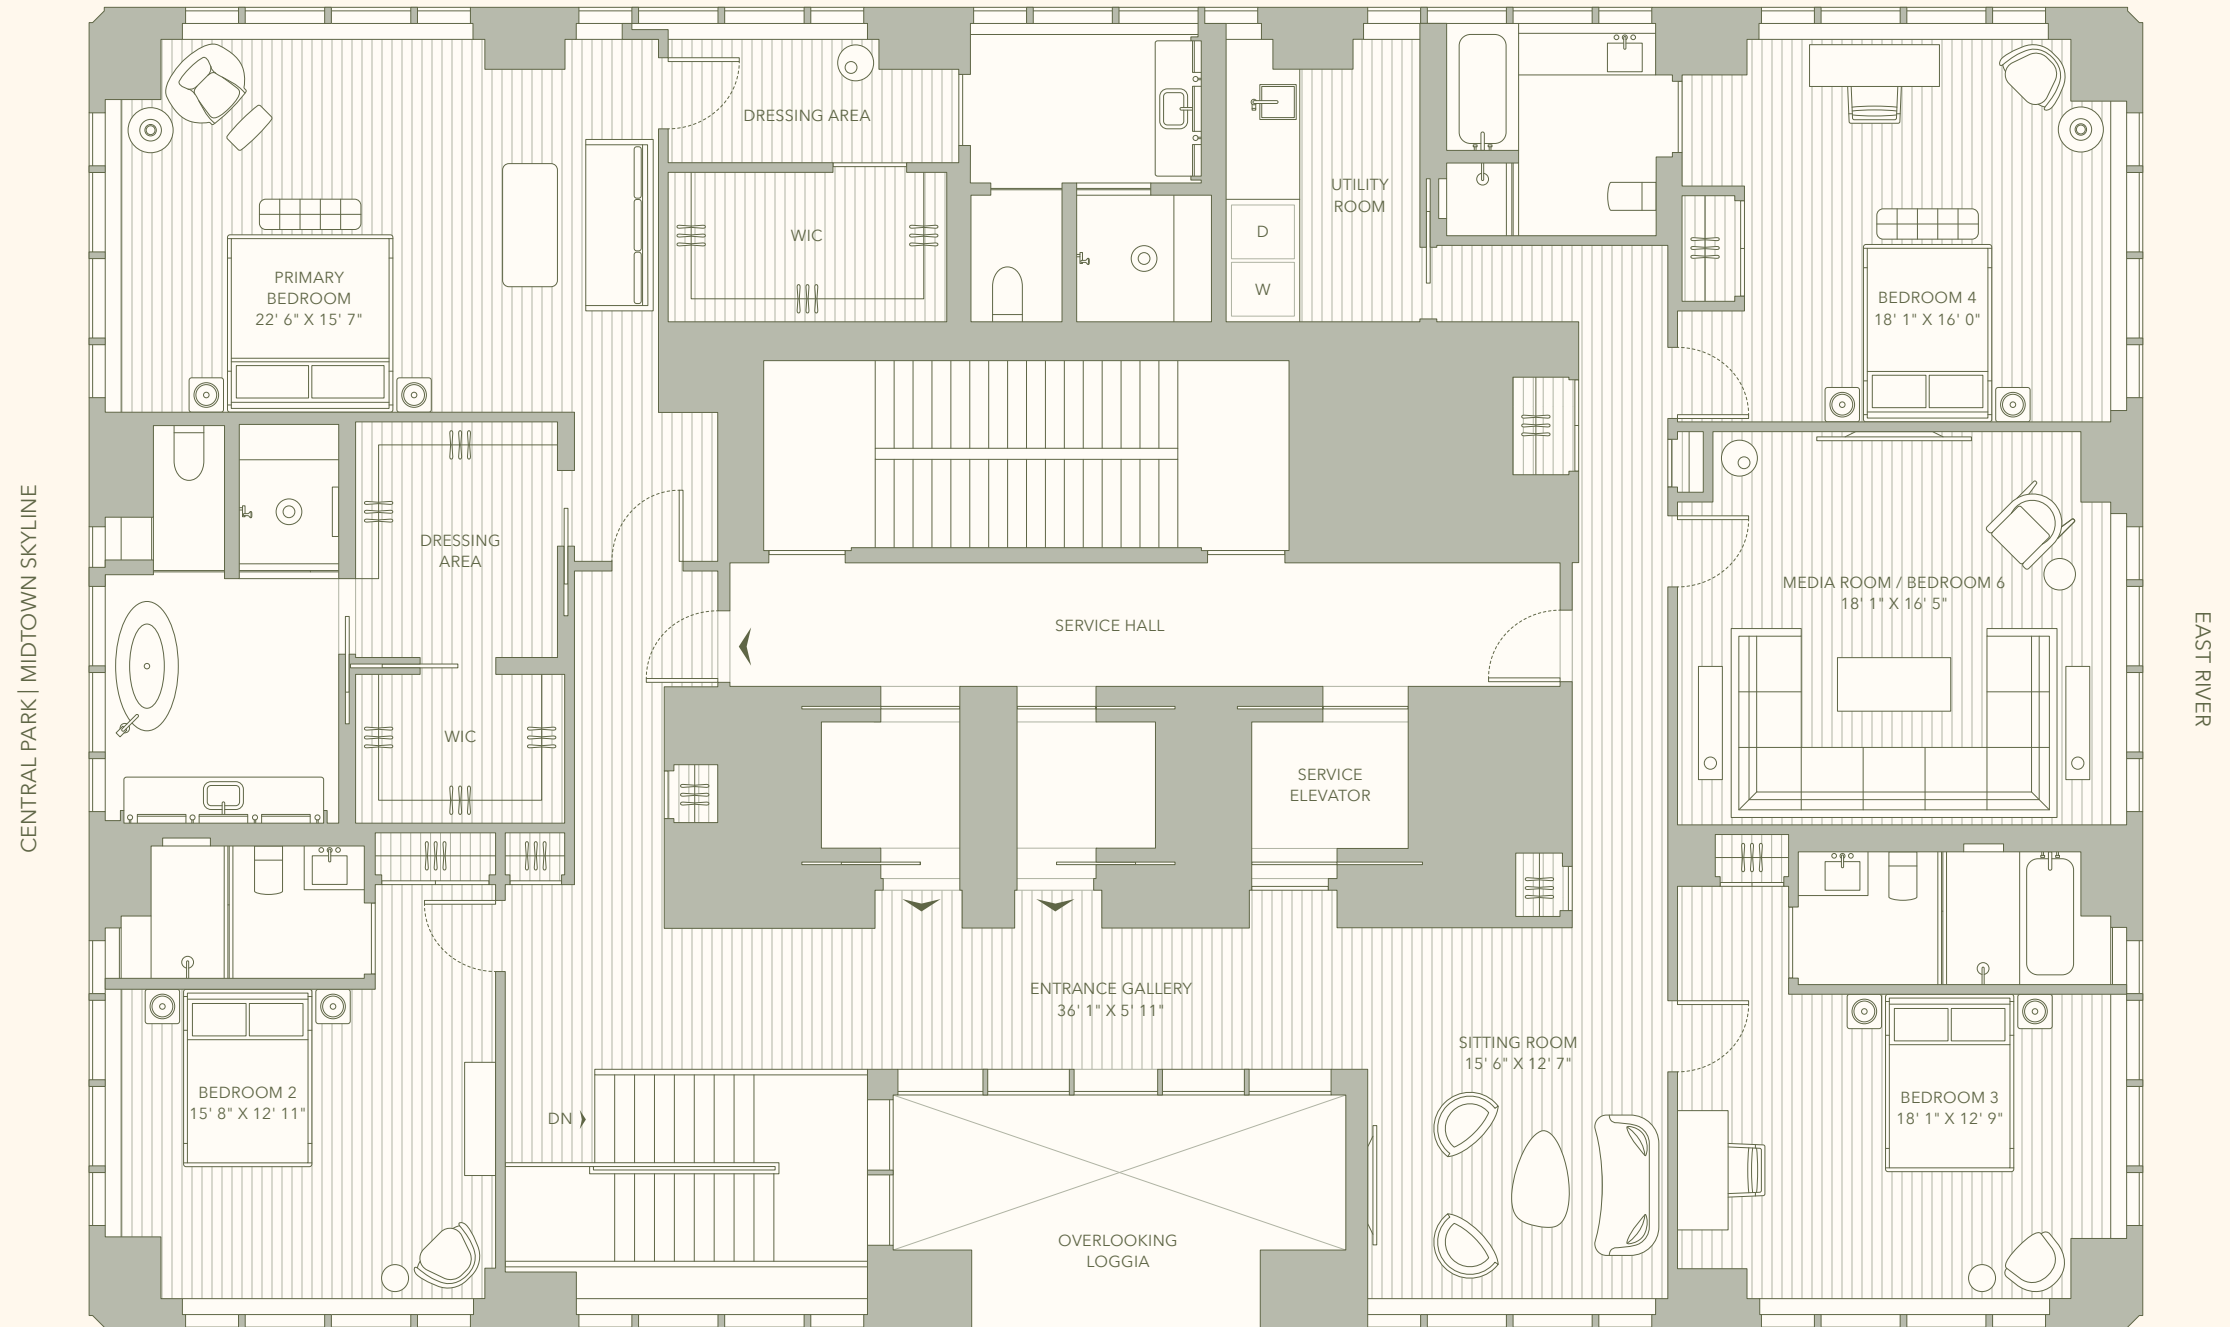 DRESSING AREA
UTILITY
ROOM
WIC
D
W
PRIMARY
BEDROOM
22' 6" X 15' 7"
BEDROOM 4
18' 1" X 16' 0"
DRESSING
AREA
SERVICE HALL
MEDIA ROOM / BEDROOM 6
18' 1" X 16' 5"
CENTRAL PARK | MIDTOWN SKYLINE
EAST RIVER
WIC
SERVICE
ELEVATOR
ENTRANCE GALLERY
36' 1" X 5' 11"
SITTING ROOM
15' 6" X 12' 7"
BEDROOM 2
15' 8" X 12' 11"
DN
BEDROOM 3
18' 1" X 12' 9"
OVERLOOKING
LOGGIA